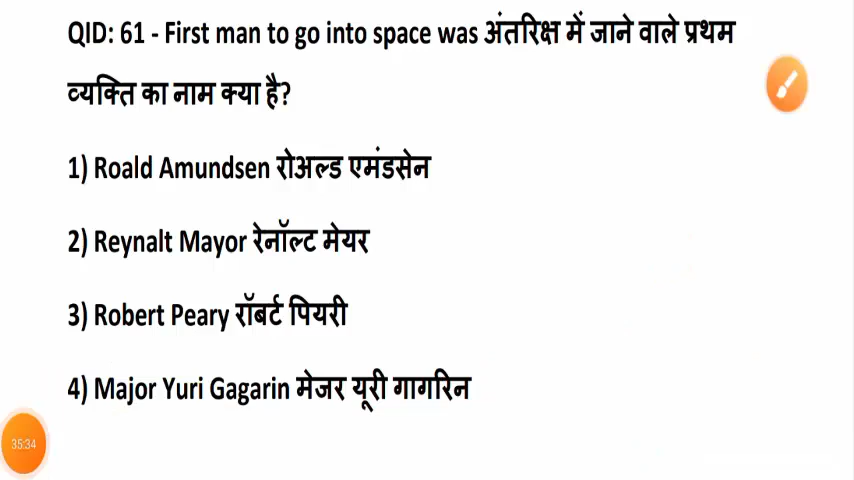 QID: 61 - First man to go into space was अंतरिक्ष में जाने वाले प्रथम
व्यक्ति का नाम क्या है?
1) Roald Amundsen रोअल्ड एमंडसेन
2) Reynalt Mayor रेनॉल्ट मेयर
3) Robert Peary रॉबर्ट पियरी
4) Major Yuri Gagarin मेजर यूरी गागरिन
35:34